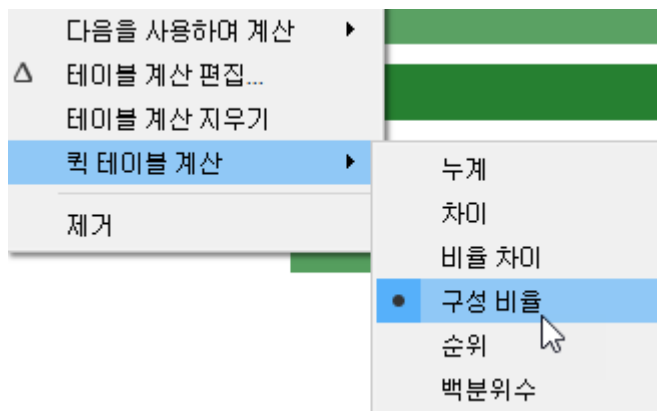 다음을 사용하여 계산
테이블 계산 편집...
테이블 계산 지우기
퀵 테이블 계산
제거
누계
차이
비율 차이
구성 비율
순위
백분위수